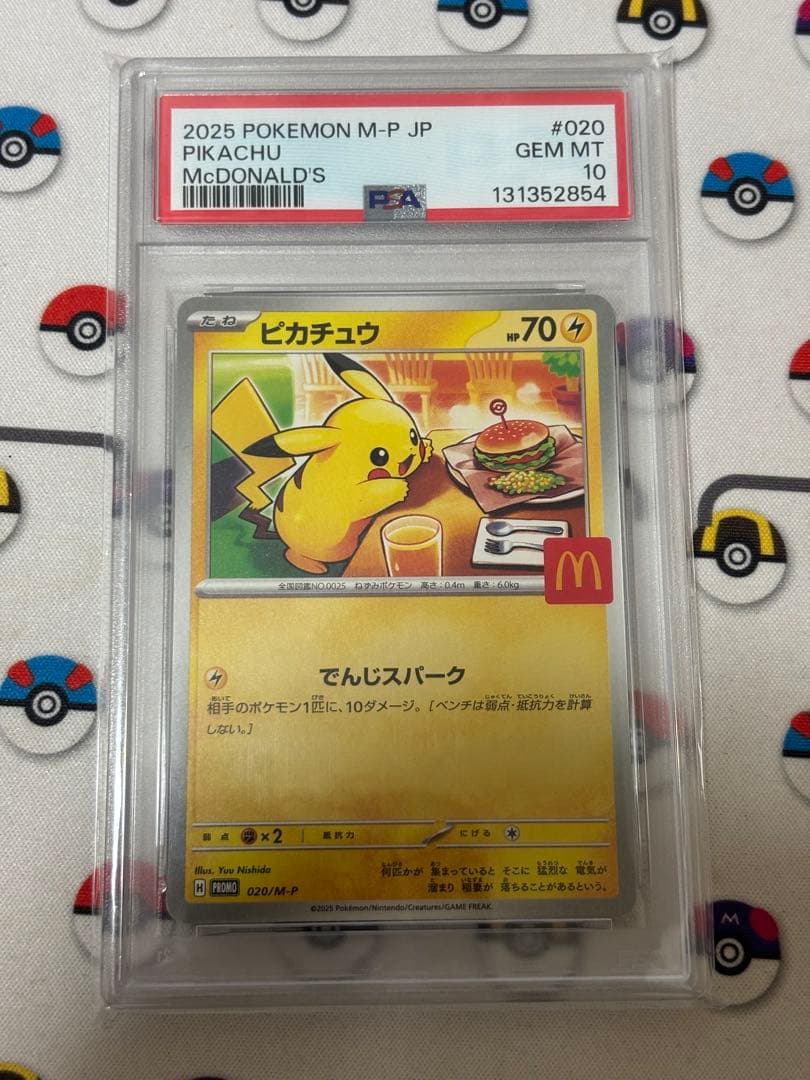 2025 POKEMON M-P JP #020
PIKACHU GEM MT
McDONALD'S 10
PSA 131352854
たね ピカチュウ HP70
M
全国図鑑NO.0025 ねずみポケモン 高さ:0.4m 重さ:6.0kg
でんじスパーク
相手のポケモン1匹に、10ダメージ。[ベンチは弱点・抵抗力を計算
しない。]
弱点 ×2 抵抗力 にげる
Illus. Yuu Nishida
何匹かが 集まっていると そこに 猛烈な 電気が
溜まり 稲妻が 落ちることがあるという。
H PROMO 020/M-P
©2025 Pokémon/Nintendo/Creatures/GAME FREAK.